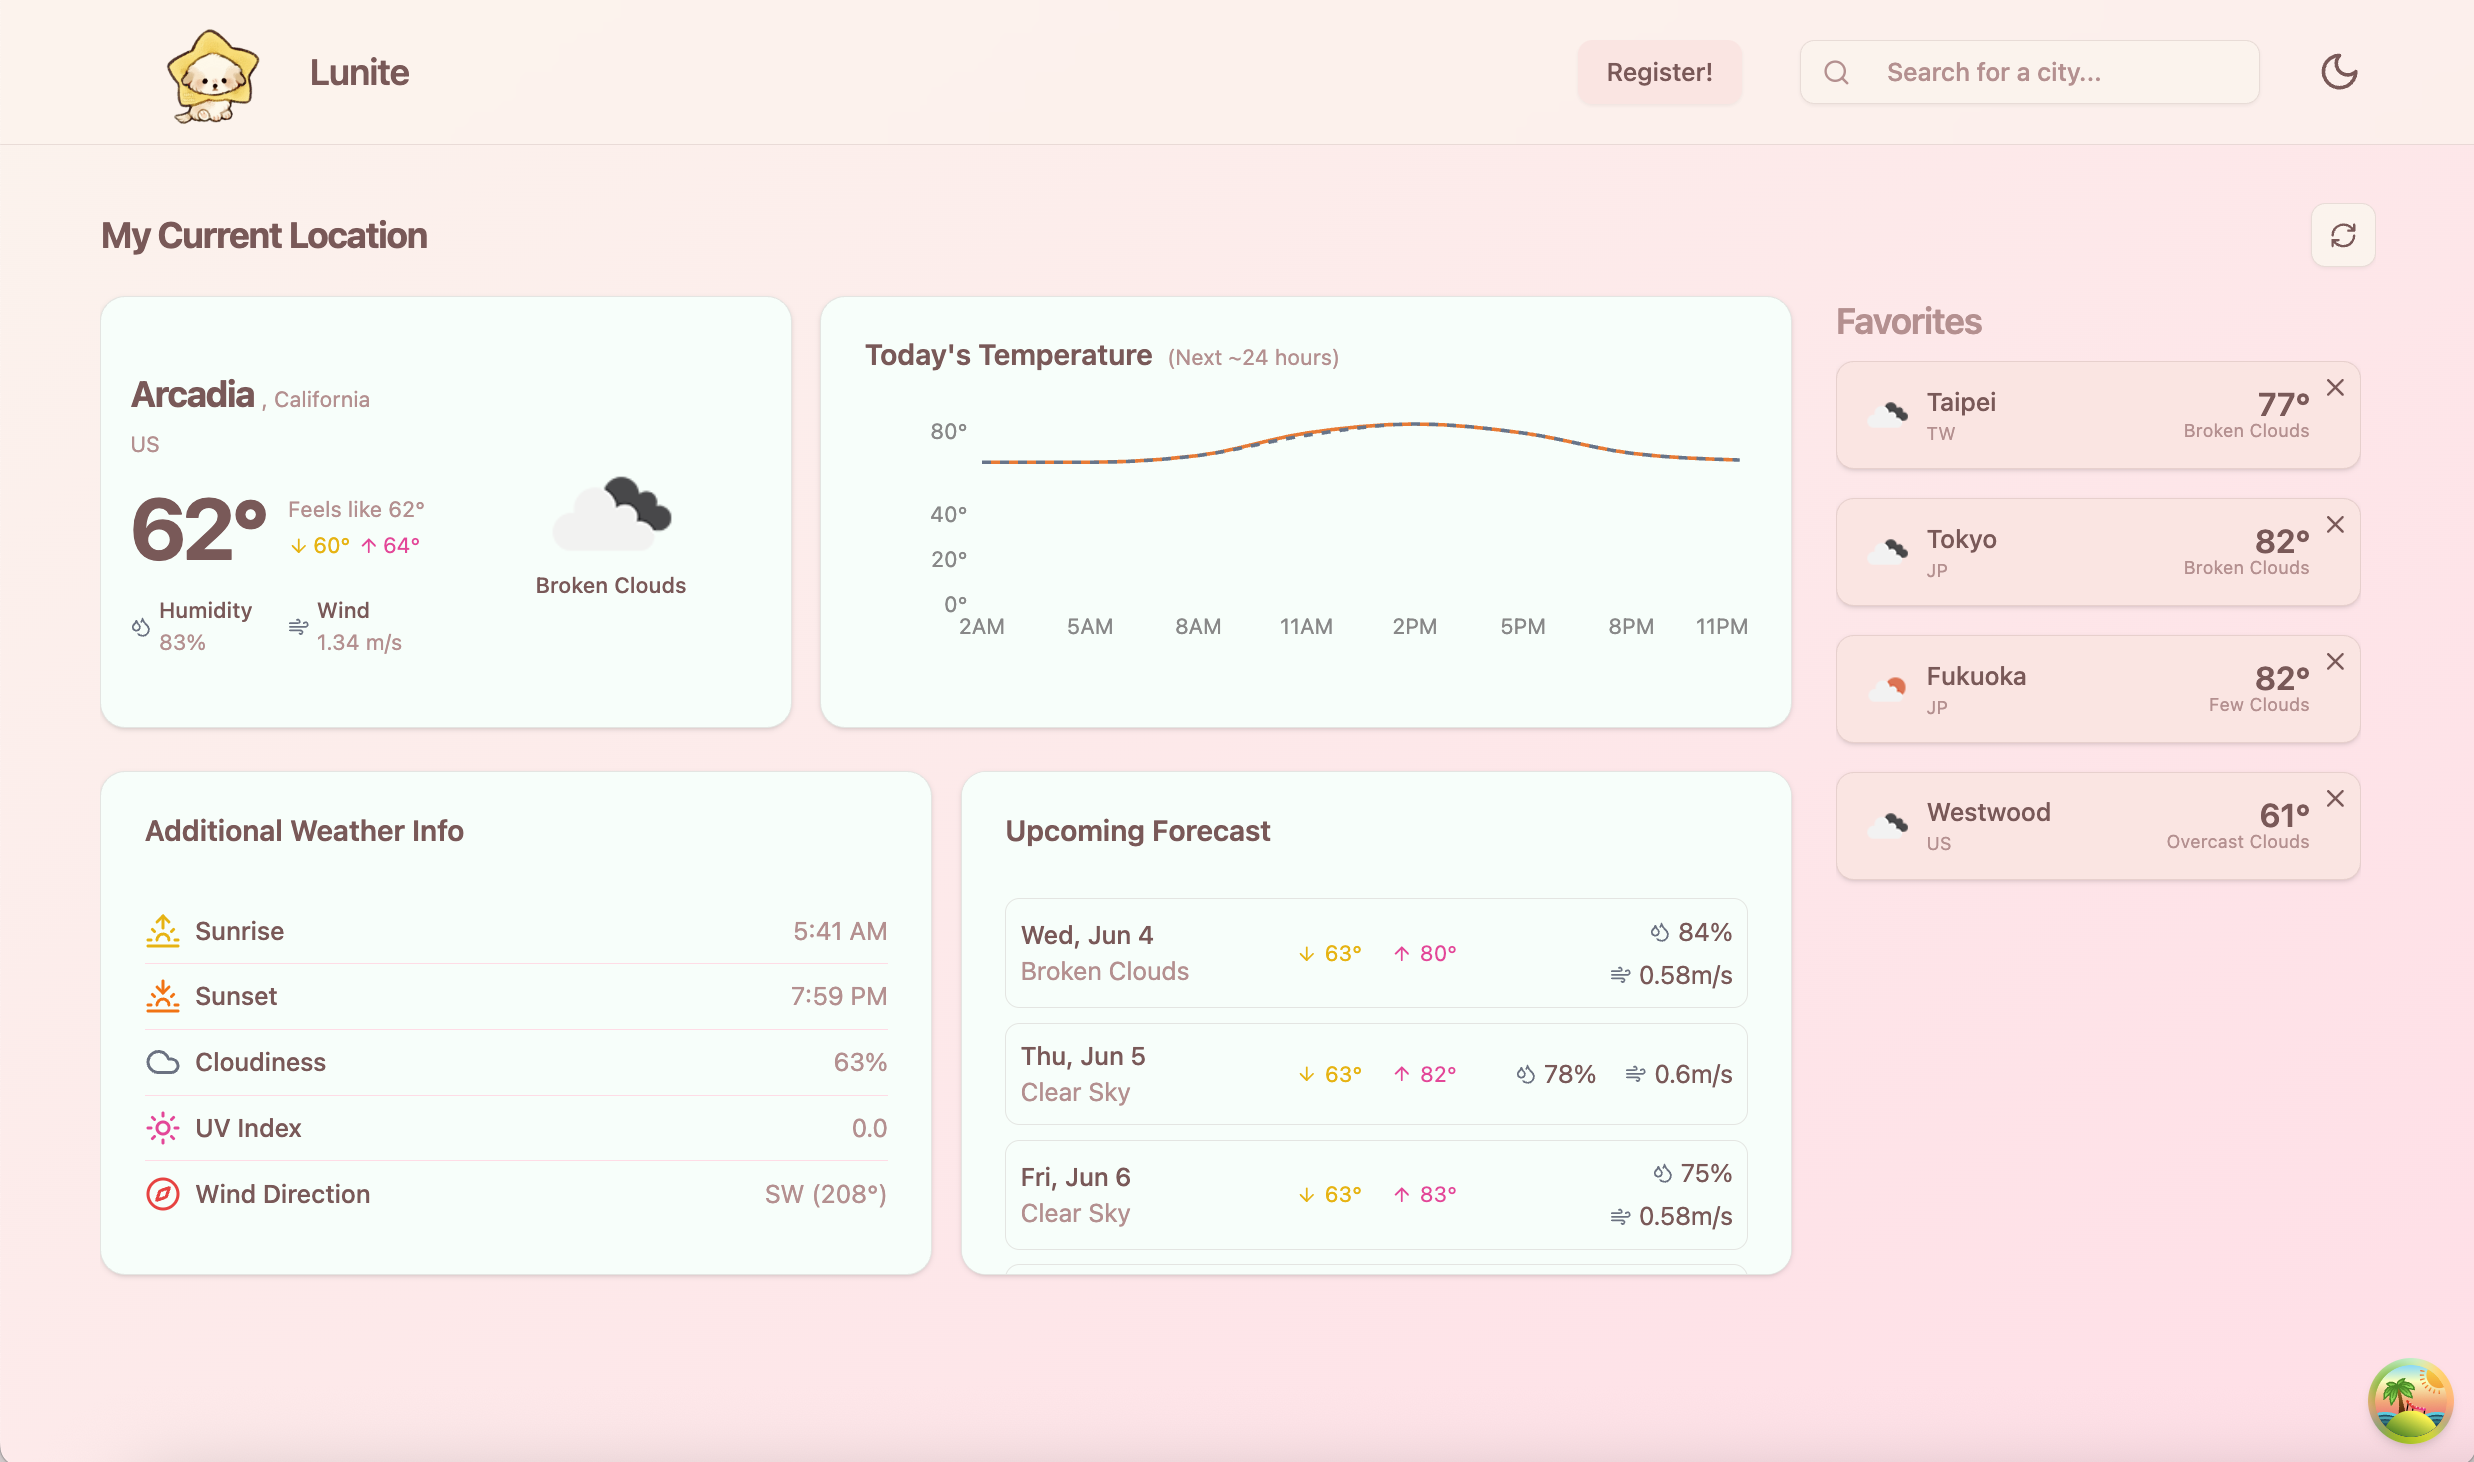 Lunite
Register!
Search for a city...
My Current Location
Arcadia , California
US
62°
Feels like 62°
↓ 60° ↑ 64°
Humidity
83%
Wind
1.34 m/s
Broken Clouds
Today's Temperature (Next ~24 hours)
80°
40°
20°
0°
2AM 5AM 8AM 11AM 2PM 5PM 8PM 11PM
Favorites
Taipei
TW
77°
Broken Clouds
Tokyo
JP
82°
Broken Clouds
Fukuoka
JP
82°
Few Clouds
Westwood
US
61°
Overcast Clouds
Additional Weather Info
Sunrise 5:41 AM
Sunset 7:59 PM
Cloudiness 63%
UV Index 0.0
Wind Direction SW (208°)
Upcoming Forecast
Wed, Jun 4
Broken Clouds
↓ 63° ↑ 80°
84%
0.58m/s
Thu, Jun 5
Clear Sky
↓ 63° ↑ 82°
78% 0.6m/s
Fri, Jun 6
Clear Sky
↓ 63° ↑ 83°
75%
0.58m/s